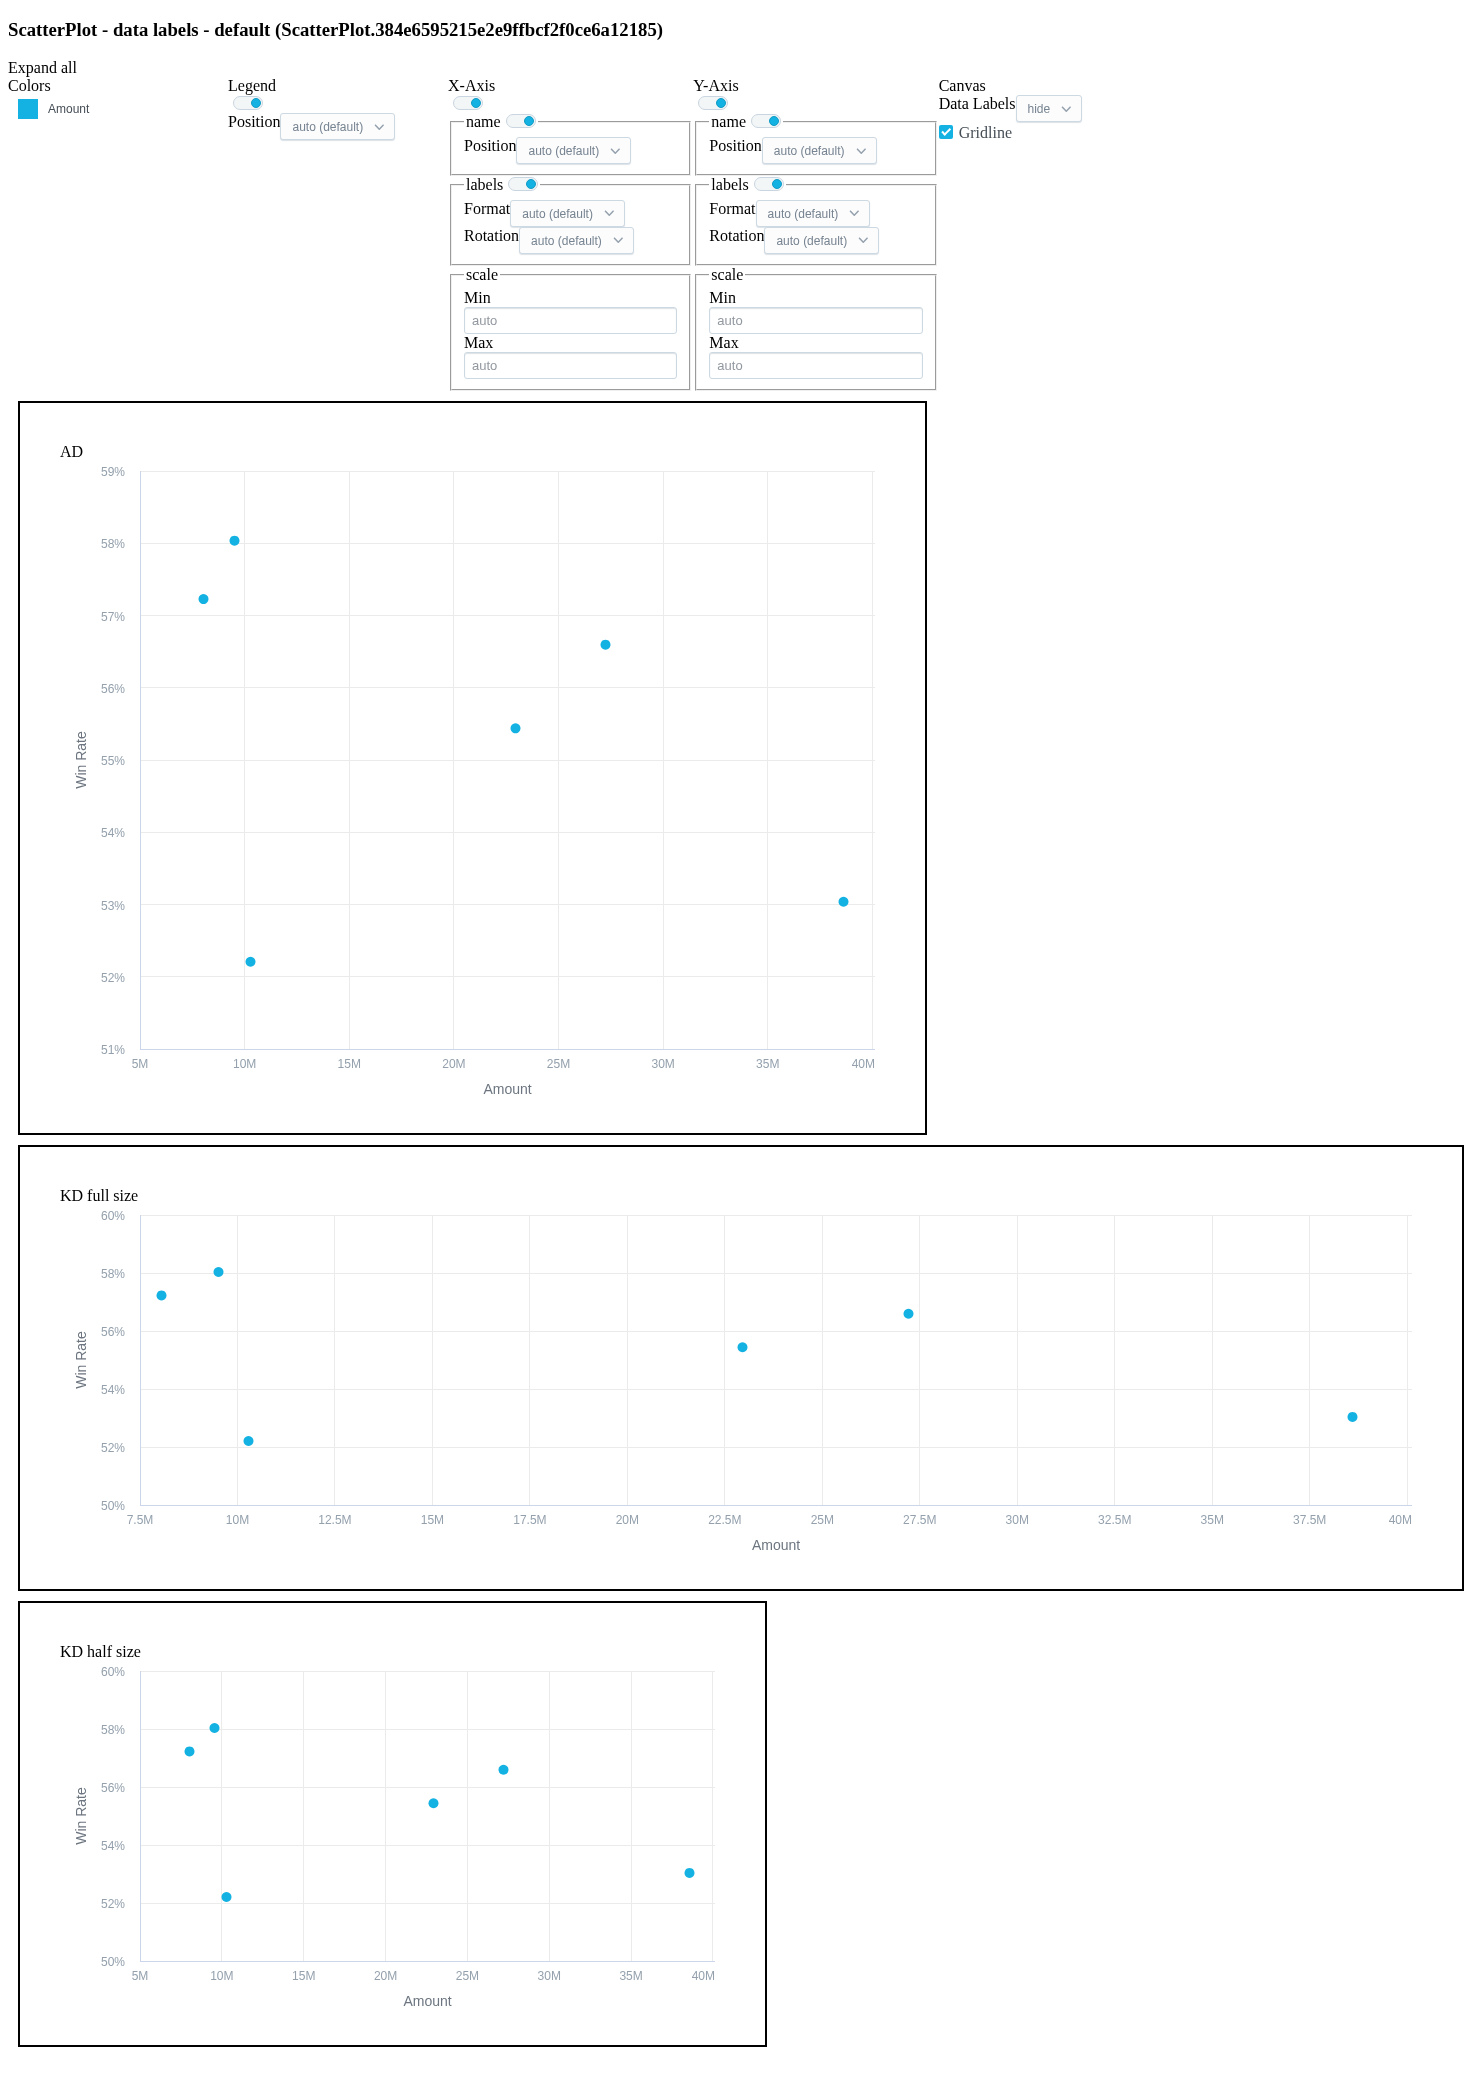 ScatterPlot - data labels - default (ScatterPlot.384e6595215e2e9ffbcf2f0ce6a12185)
Expand all
Colors
Amount
Legend
Position auto (default)
X-Axis
name
Position auto (default)
labels
Format auto (default)
Rotation auto (default)
scale
Min
auto
Max
auto
Y-Axis
name
Position auto (default)
labels
Format auto (default)
Rotation auto (default)
scale
Min
auto
Max
auto
Canvas
Data Labels hide
Gridline
AD
59%
58%
57%
56%
55%
54%
53%
52%
51%
Win Rate
5M 10M 15M 20M 25M 30M 35M 40M
Amount
KD full size
60%
58%
56%
54%
52%
50%
Win Rate
7.5M 10M 12.5M 15M 17.5M 20M 22.5M 25M 27.5M 30M 32.5M 35M 37.5M 40M
Amount
KD half size
60%
58%
56%
54%
52%
50%
Win Rate
5M 10M 15M 20M 25M 30M 35M 40M
Amount